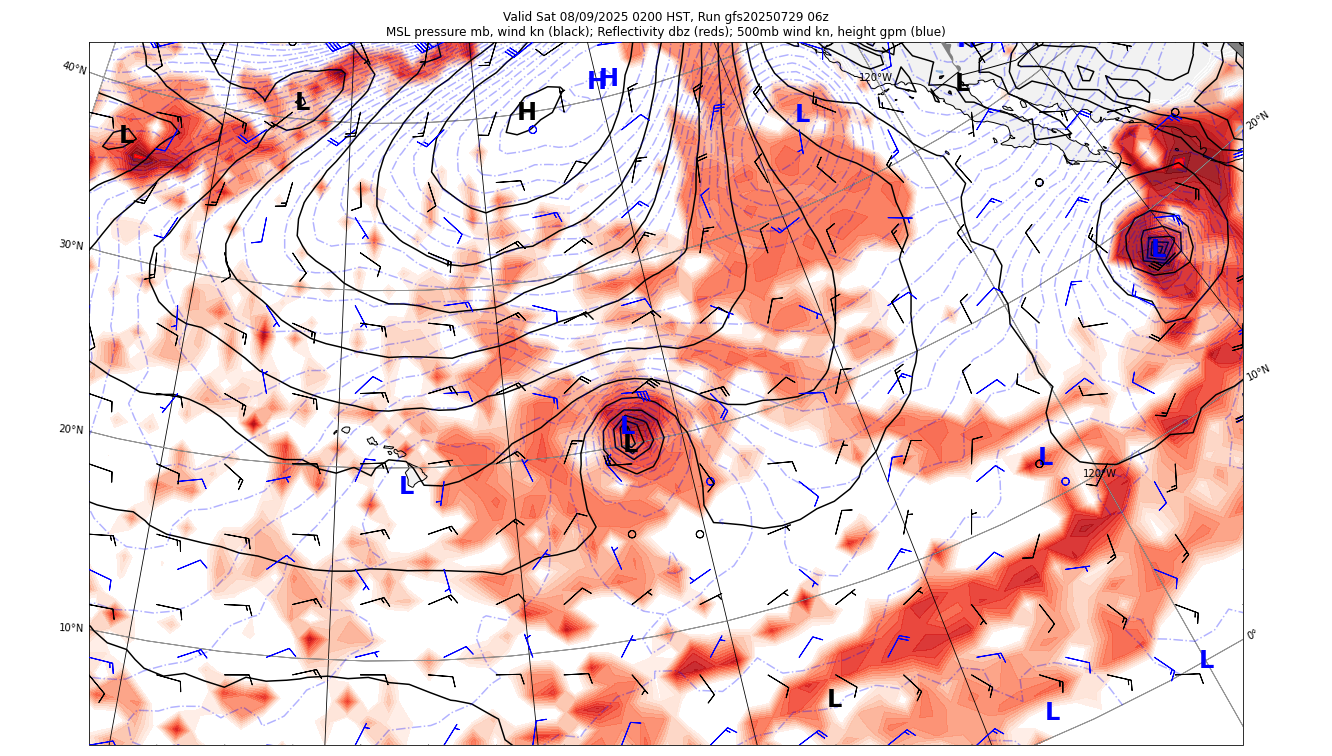 Valid Sat 08/09/2025 0200 HST, Run gfs20250729 06z
MSL pressure mb, wind kn (black); Reflectivity dbz (reds); 500mb wind kn, height gpm (blue)
40°N
H
H
120°W
L
L
H
L
20°N
L
30°N
L
10°N
20°N
L
L
L
120°W
L
10°N
0°
L
L
L